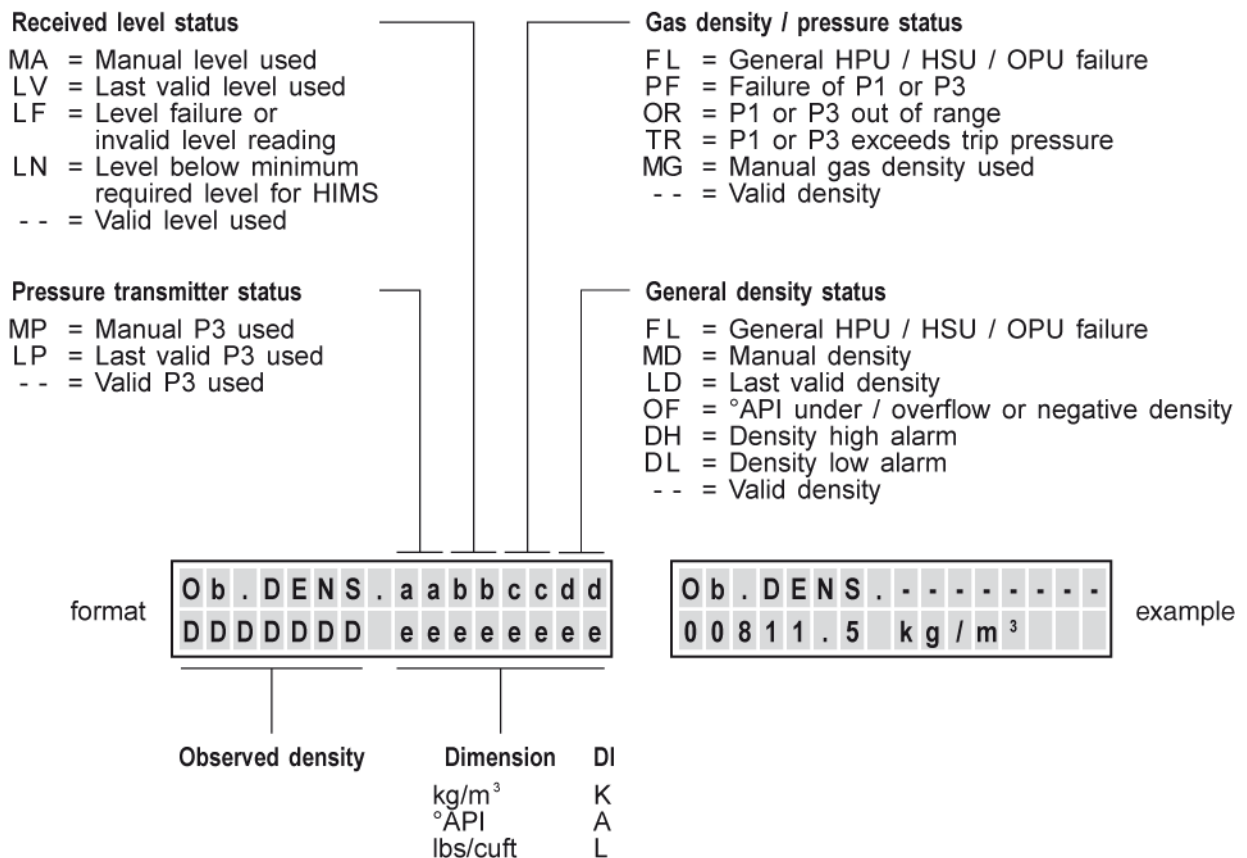 Received level status
MA = Manual level used
LV = Last valid level used
LF = Level failure or
invalid level reading
LN = Level below minimum
required level for HIMS
- - = Valid level used
Gas density / pressure status
FL = General HPU / HSU / OPU failure
PF = Failure of P1 or P3
OR = P1 or P3 out of range
TR = P1 or P3 exceeds trip pressure
MG = Manual gas density used
- - = Valid density
Pressure transmitter status
MP = Manual P3 used
LP = Last valid P3 used
- - = Valid P3 used
General density status
FL = General HPU / HSU / OPU failure
MD = Manual density
LD = Last valid density
OF = °API under / overflow or negative density
DH = Density high alarm
DL = Density low alarm
- - = Valid density
format
Ob.DENS.aabbccdd
DDDDDDD eeeeeeee
Ob.DENS.--------
00811.5 kg/m³
example
Observed density
Dimension DI
kg/m³ K
°API A
lbs/cuft L